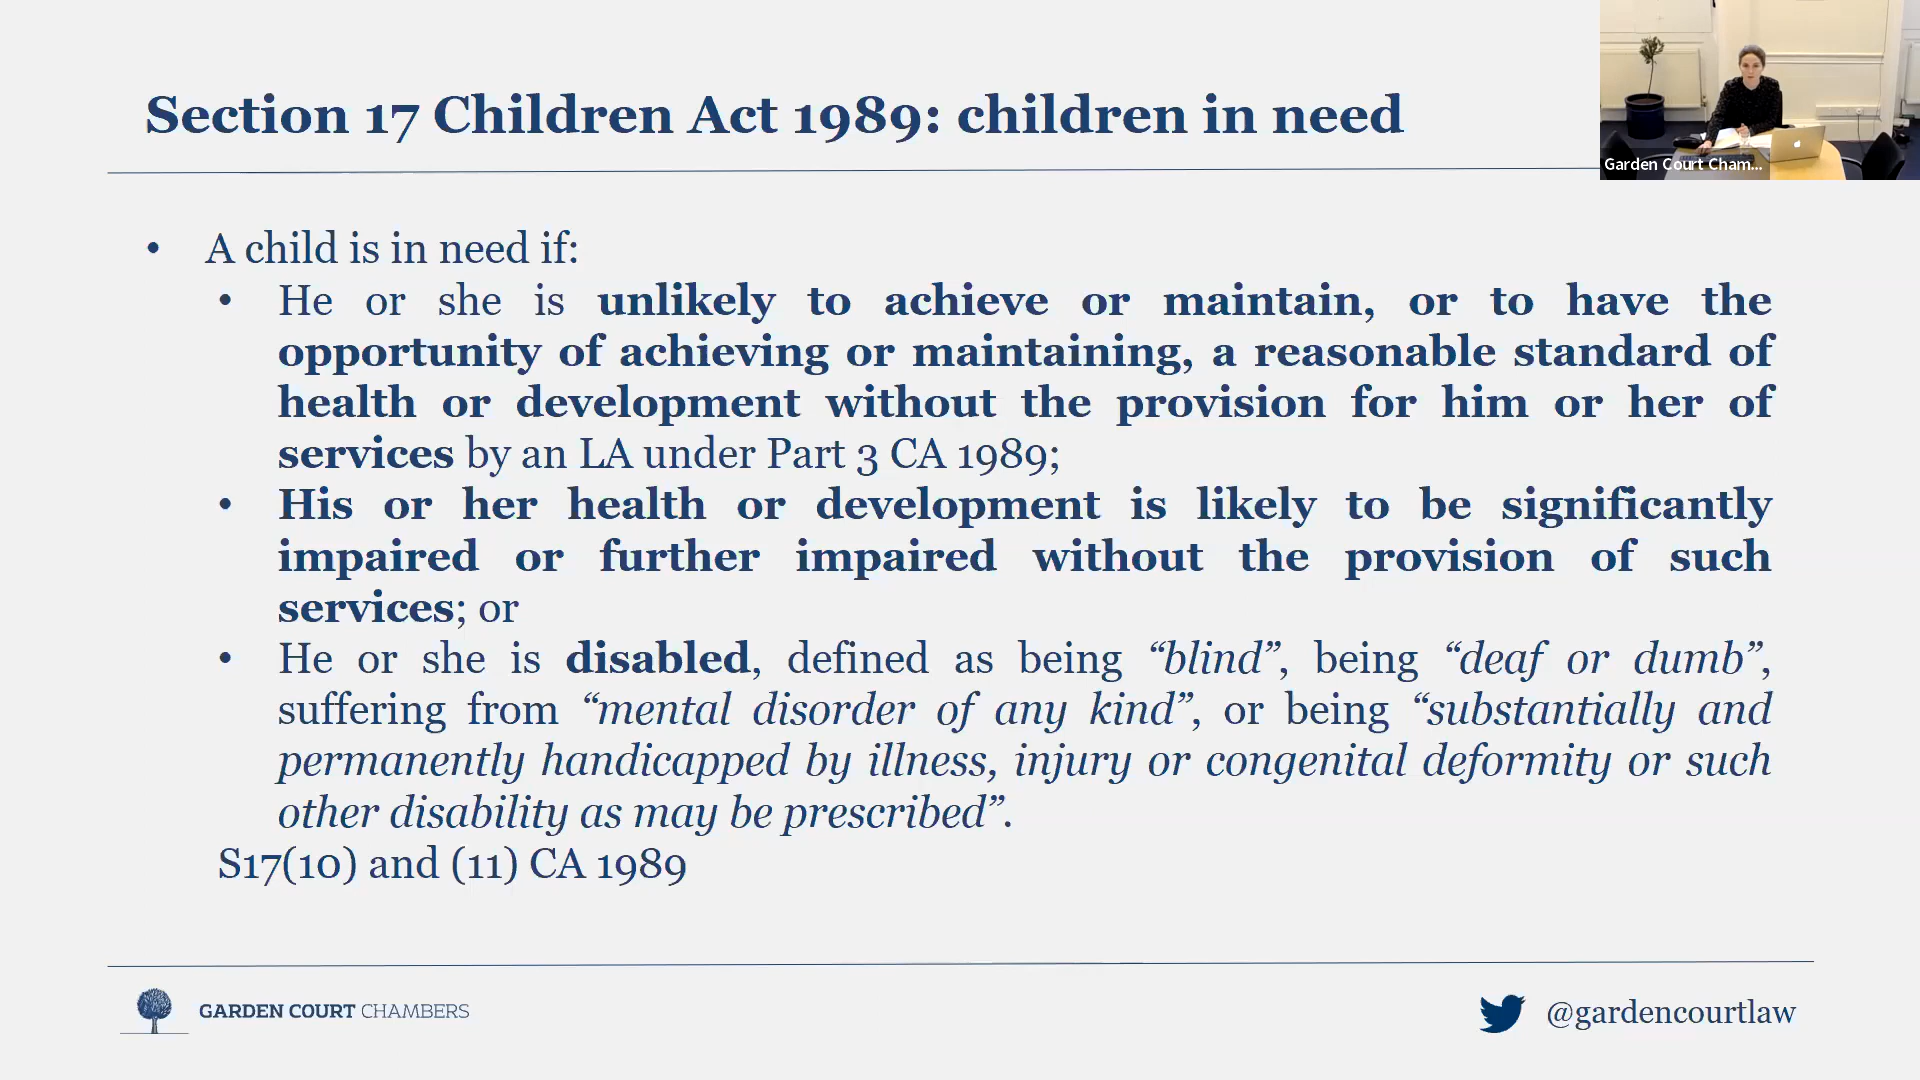 Section 17 Children Act 1989: children in need
Garden Court Cham...
• A child is in need if:
• He or she is unlikely to achieve or maintain, or to have the
opportunity of achieving or maintaining, a reasonable standard of
health or development without the provision for him or her of
services by an LA under Part 3 CA 1989;
• His or her health or development is likely to be significantly
impaired or further impaired without the provision of such
services; or
• He or she is disabled, defined as being “blind”, being “deaf or dumb”,
suffering from “mental disorder of any kind”, or being “substantially and
permanently handicapped by illness, injury or congenital deformity or such
other disability as may be prescribed”.
S17(10) and (11) CA 1989
GARDEN COURT CHAMBERS
@gardencourtlaw